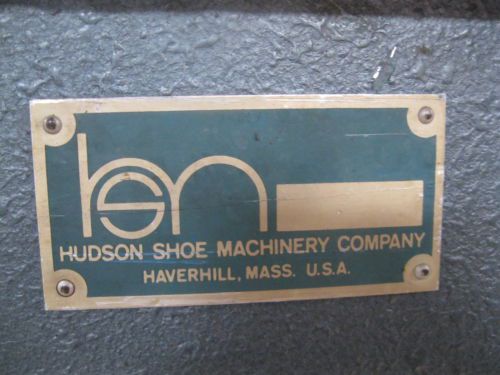 hsm
HUDSON SHOE MACHINERY COMPANY
HAVERHILL, MASS. U.S.A.